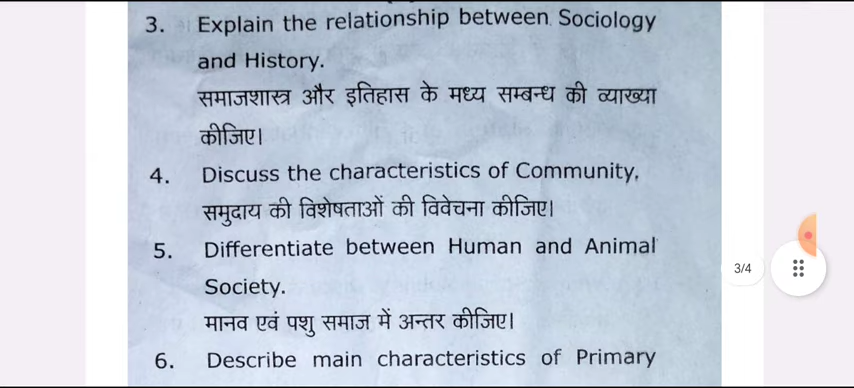 3. Explain the relationship between Sociology
and History.
समाजशास्त्र और इतिहास के मध्य सम्बन्ध की व्याख्या
कीजिए।
4. Discuss the characteristics of Community.
समुदाय की विशेषताओं की विवेचना कीजिए।
5. Differentiate between Human and Animal
Society.
3/4
मानव एवं पशु समाज में अन्तर कीजिए।
6. Describe main characteristics of Primary